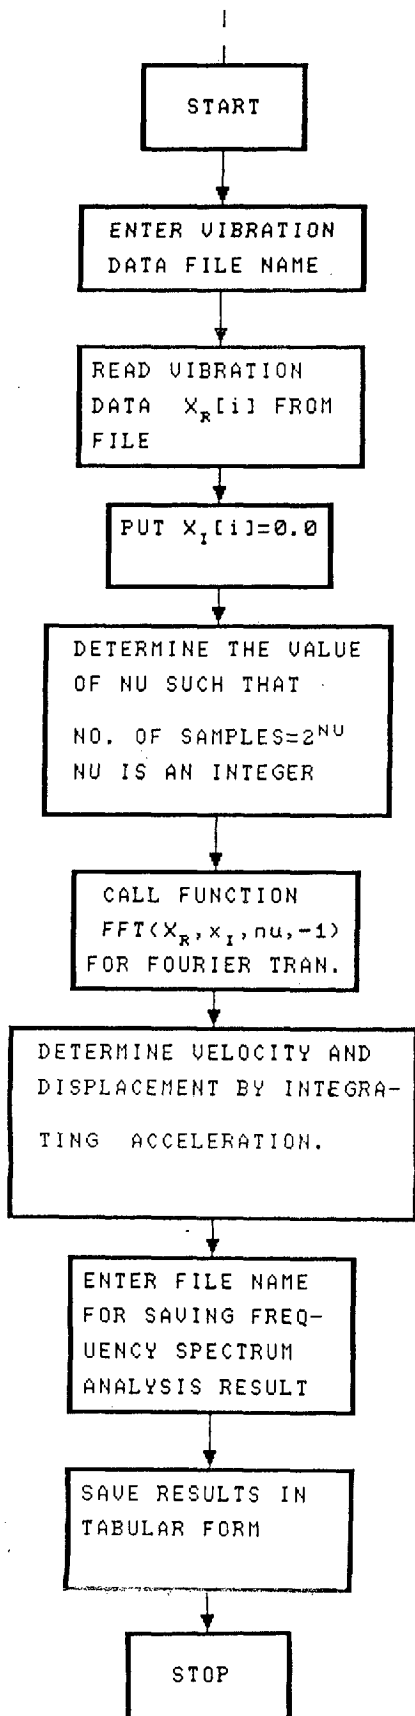 START
ENTER VIBRATION
DATA FILE NAME
READ VIBRATION
DATA X_R[i] FROM
FILE
PUT X_I[i]=0.0
DETERMINE THE VALUE
OF NU SUCH THAT
NO. OF SAMPLES=2^NU
NU IS AN INTEGER
CALL FUNCTION
FFT(X_R,x_I,nu,-1)
FOR FOURIER TRAN.
DETERMINE VELOCITY AND
DISPLACEMENT BY INTEGRA-
TING ACCELERATION.
ENTER FILE NAME
FOR SAVING FREQ-
UENCY SPECTRUM
ANALYSIS RESULT
SAVE RESULTS IN
TABULAR FORM
STOP